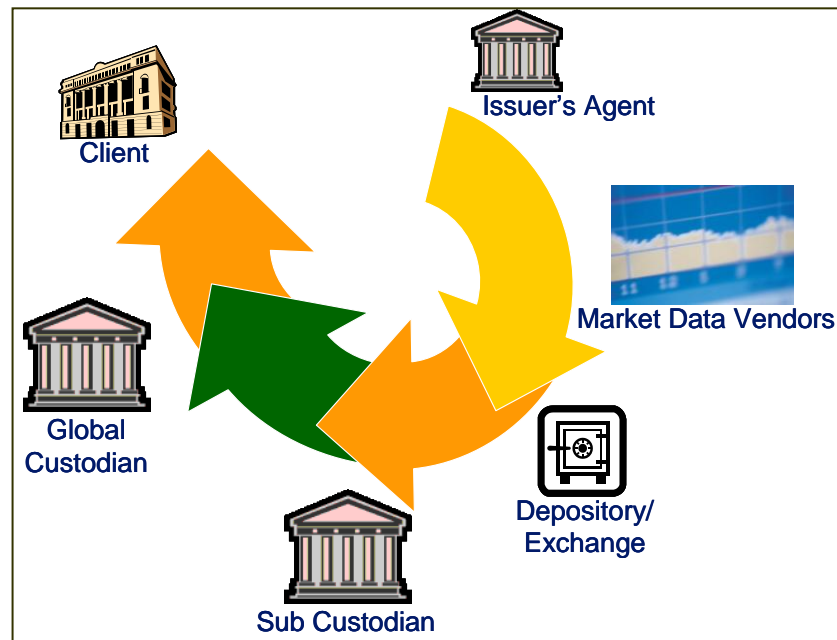 Issuer's Agent
Client
Market Data Vendors
Global
Custodian
Depository/
Exchange
Sub Custodian